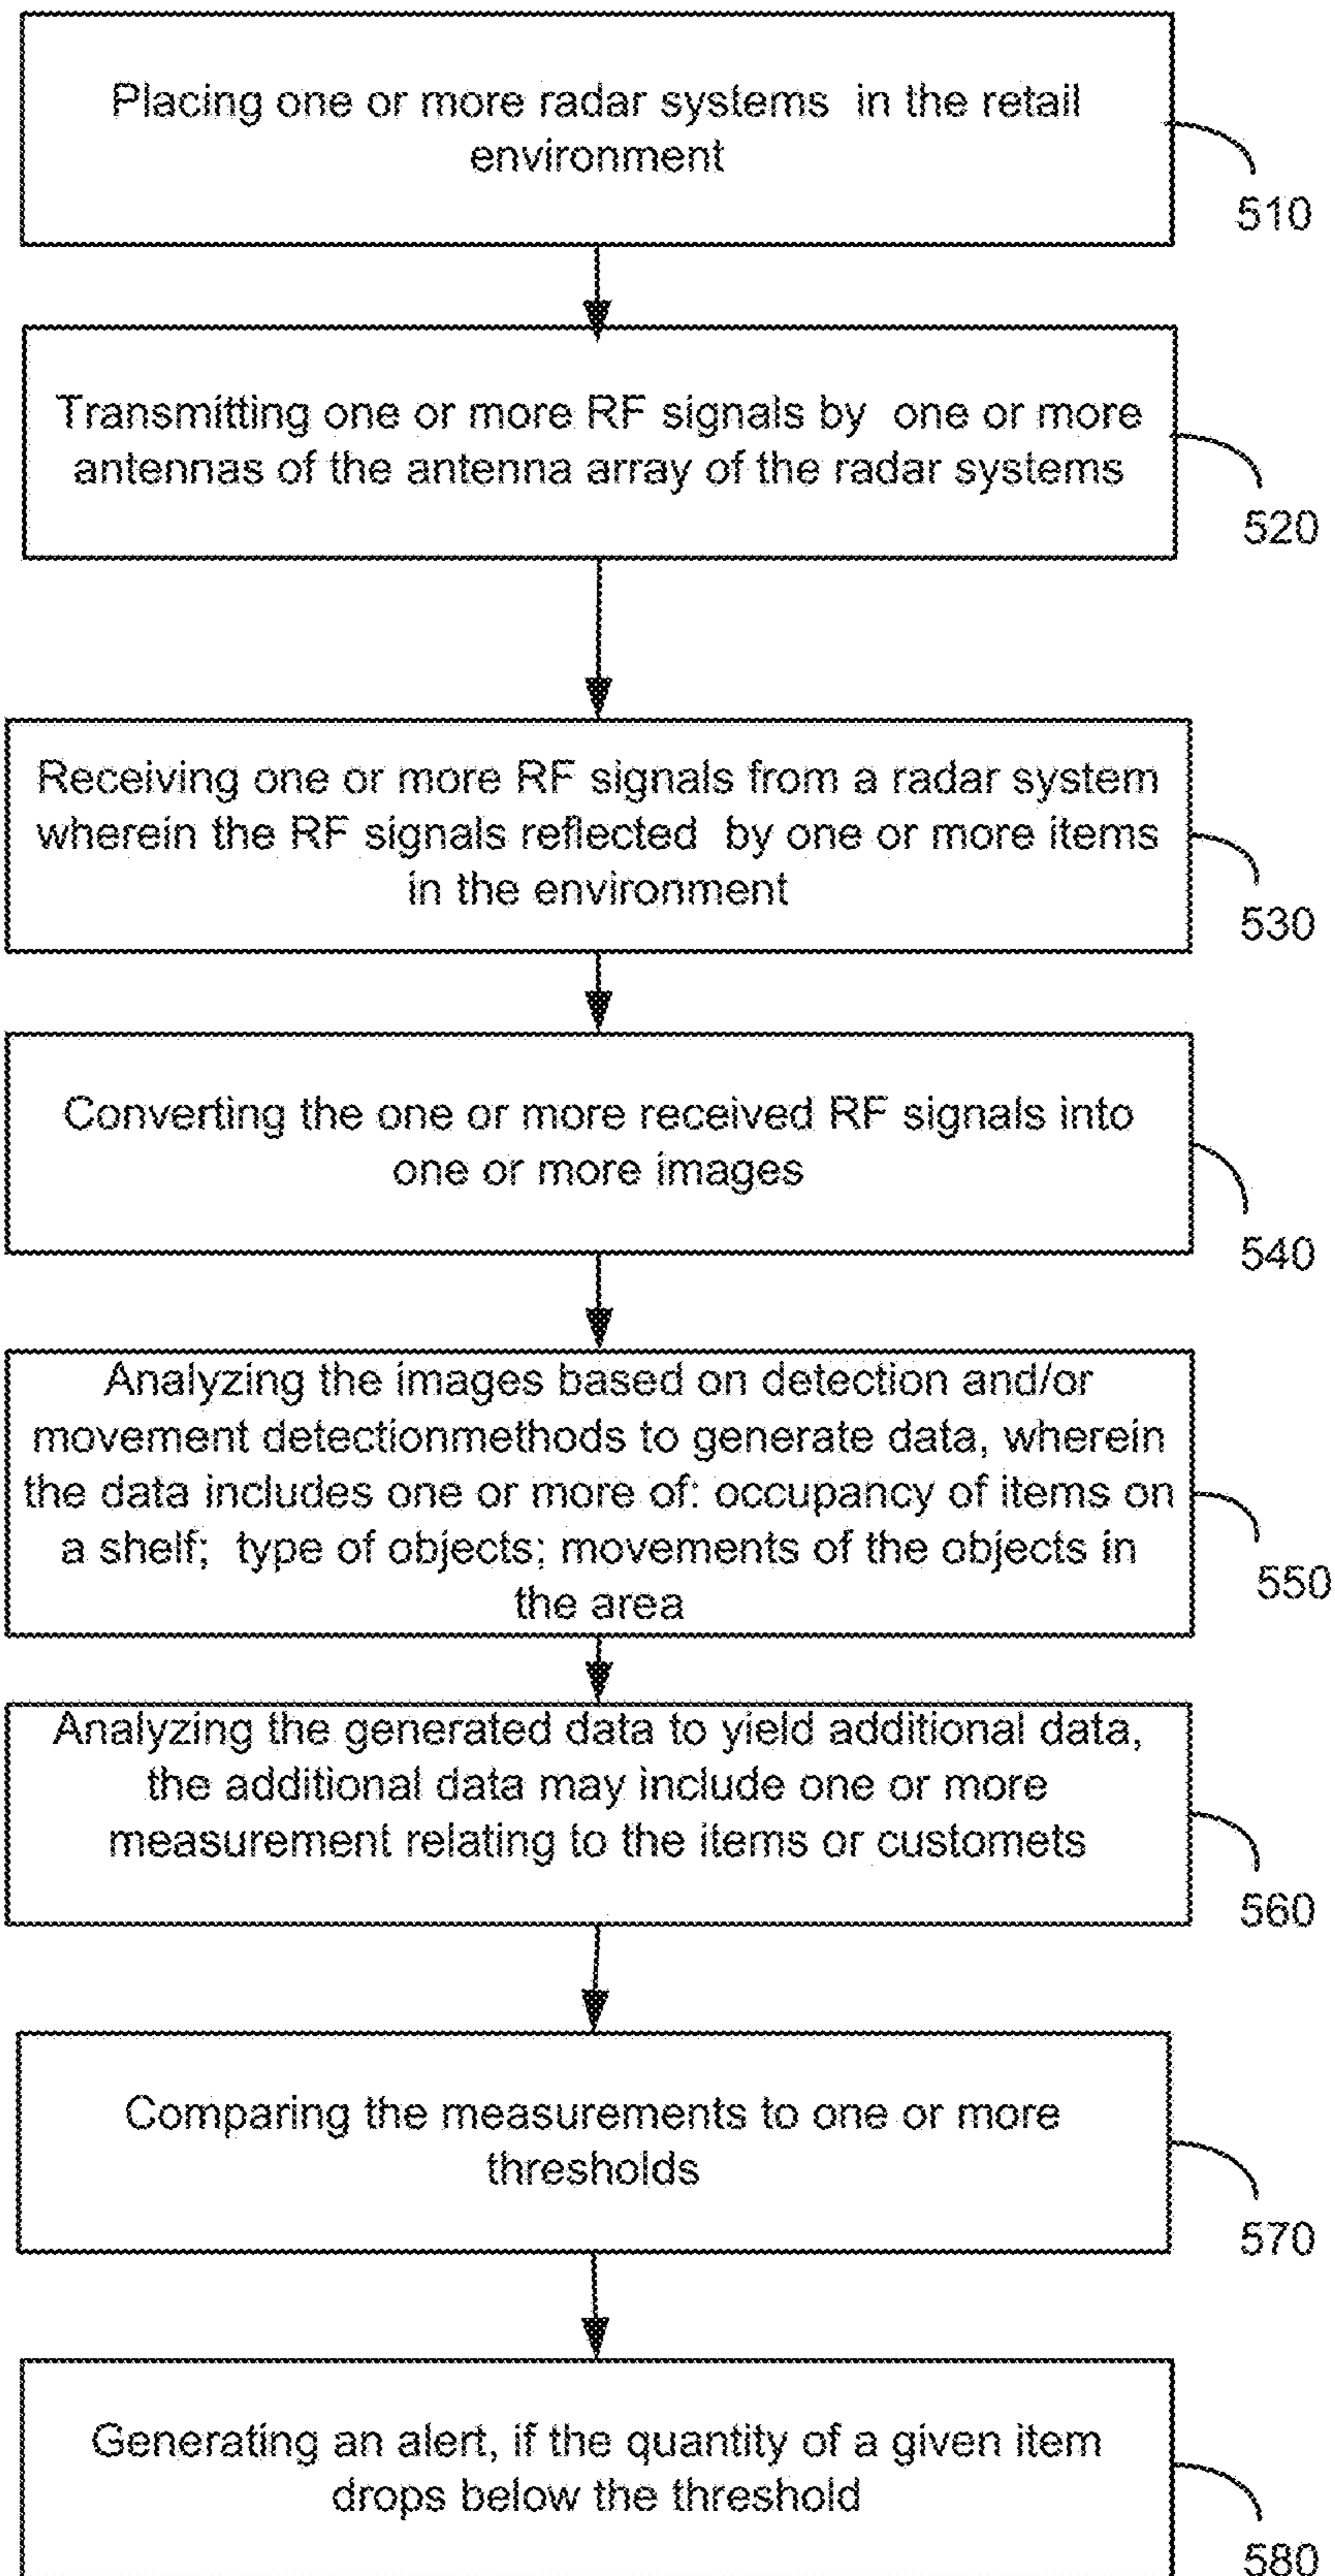 Placing one or more radar systems in the retail
environment
510
Transmitting one or more RF signals by one or more
antennas of the antenna array of the radar systems
520
Receiving one or more RF signals from a radar system
wherein the RF signals reflected by one or more items
in the environment
530
Converting the one or more received RF signals into
one or more images
540
Analyzing the images based on detection and/or
movement detectionmethods to generate data, wherein
the data includes one or more of: occupancy of items on
a shelf; type of objects; movements of the objects in
the area
550
Analyzing the generated data to yield additional data,
the additional data may include one or more
measurement relating to the items or customets
560
Comparing the measurements to one or more
thresholds
570
Generating an alert, if the quantity of a given item
drops below the threshold
580